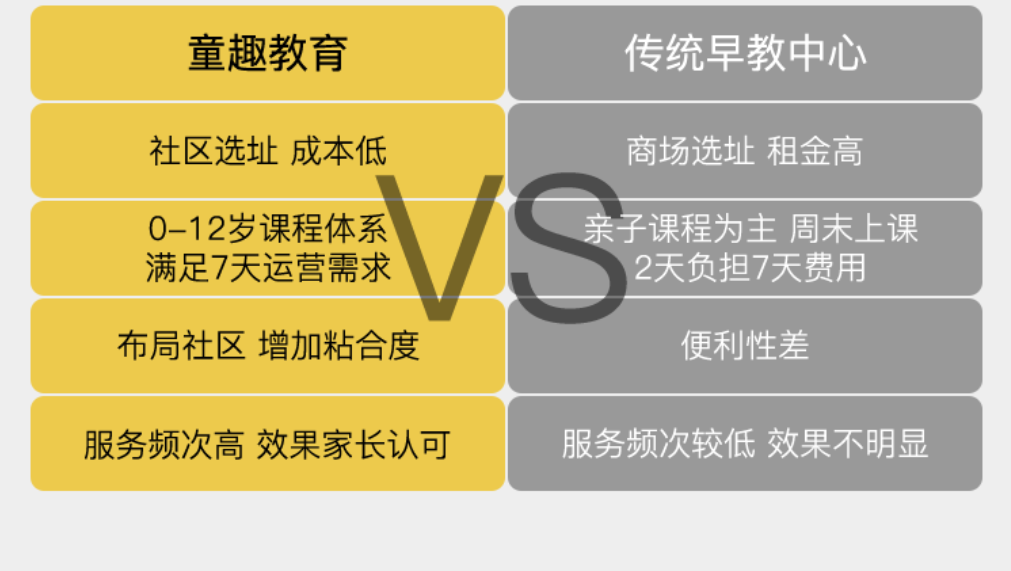 童趣教育
传统早教中心
社区选址 成本低
商场选址 租金高
0-12岁课程体系
满足7天运营需求
亲子课程为主 周末上课
2天负担7天费用
VS
布局社区 增加粘合度
便利性差
服务频次高 效果家长认可
服务频次较低 效果不明显